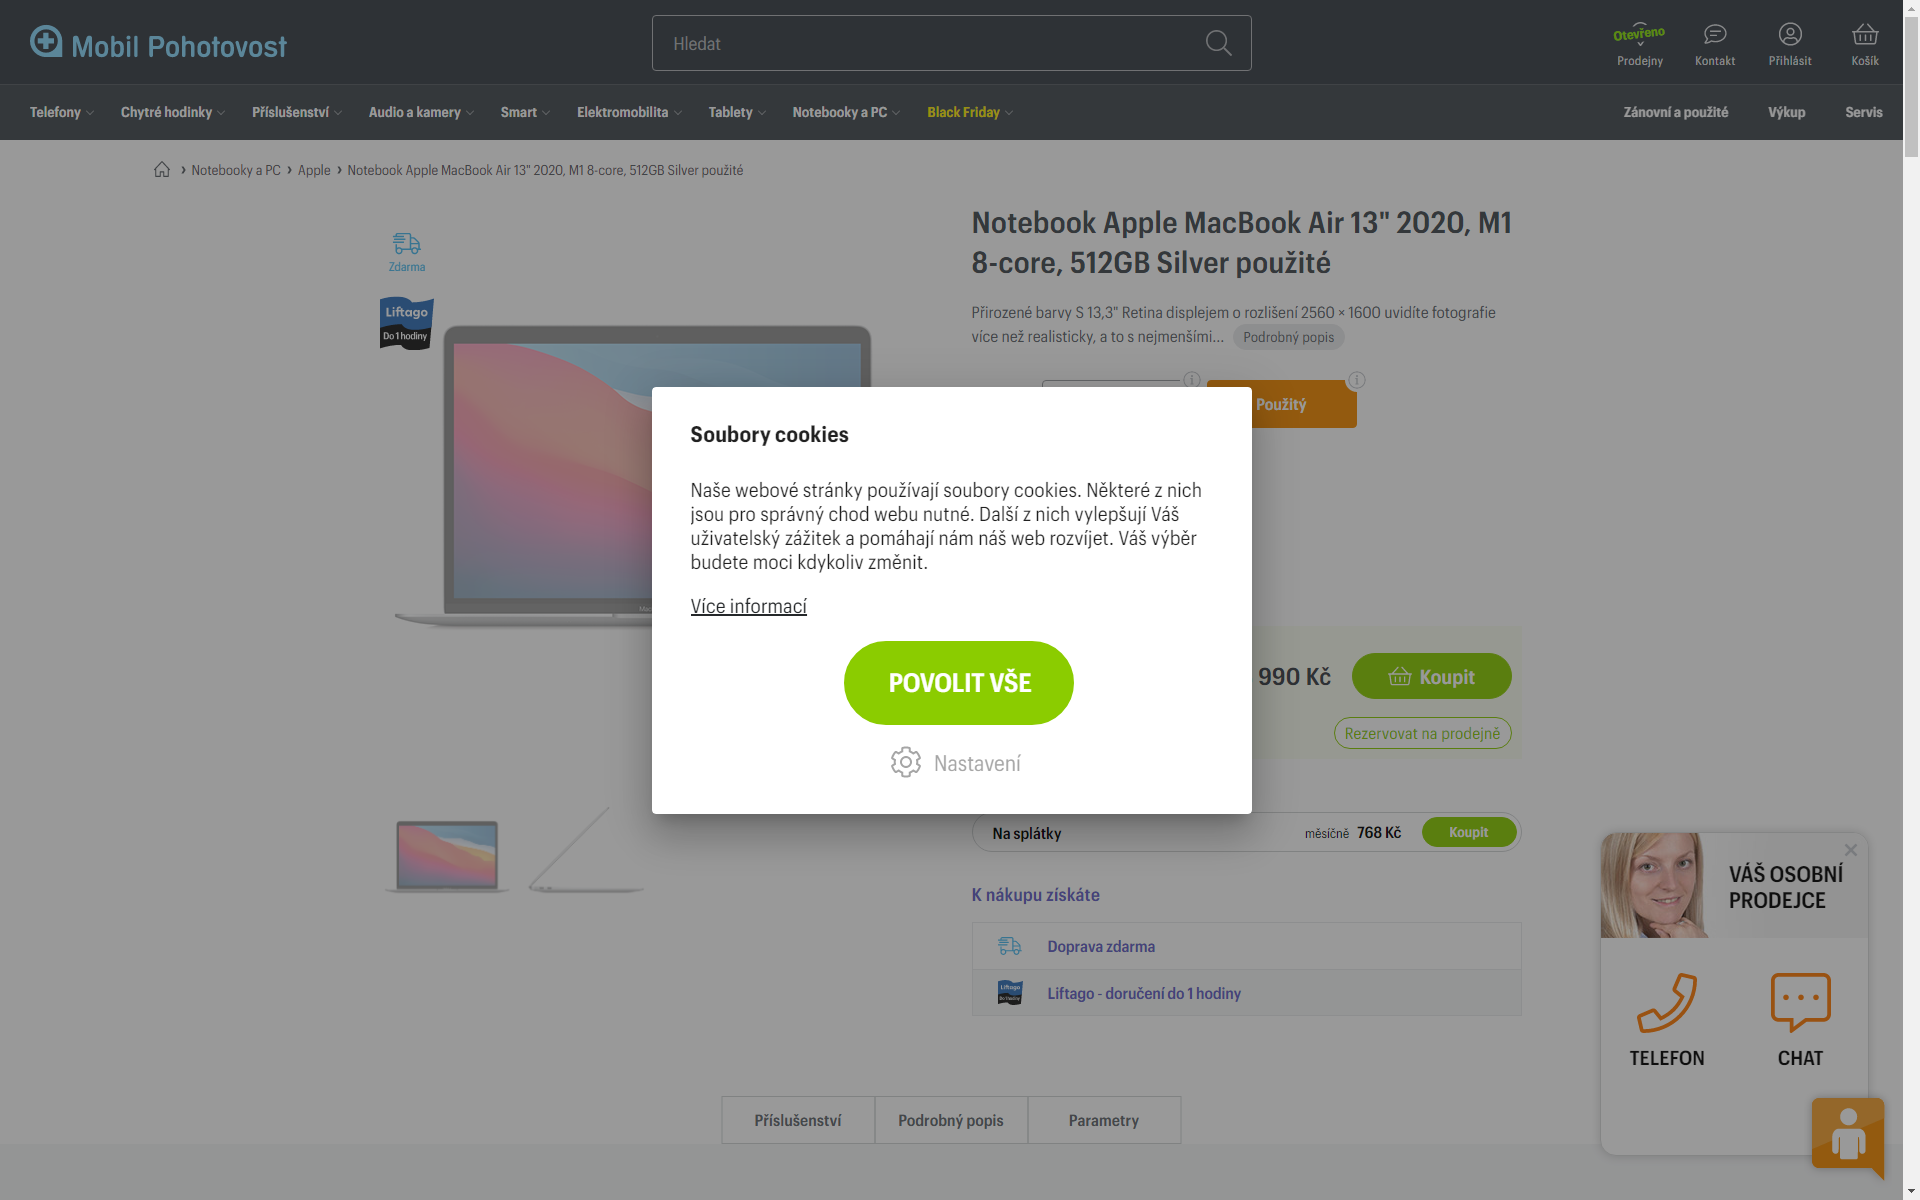 Mobil Pohotovost
Hledat
Otevřeno
Prodejny
Kontakt
Přihlásit
Košík
Telefony
Chytré hodinky
Příslušenství
Audio a kamery
Smart
Elektromobilita
Tablety
Notebooky a PC
Black Friday
Zánovní a použité
Výkup
Servis
Notebooky a PC
Apple
Notebook Apple MacBook Air 13" 2020, M1 8-core, 512GB Silver použité
Zdarma
Liftago
Do 1 hodiny
Notebook Apple MacBook Air 13" 2020, M1
8-core, 512GB Silver použité
Přirozené barvy S 13,3" Retina displejem o rozlišení 2560 × 1600 uvidíte fotografie
více než realisticky, a to s nejmenšími...
Podrobný popis
Použitý
Soubory cookies
Naše webové stránky používají soubory cookies. Některé z nich
jsou pro správný chod webu nutné. Další z nich vylepšují Váš
uživatelský zážitek a pomáhají nám náš web rozvíjet. Váš výběr
budete moci kdykoliv změnit.
Více informací
POVOLIT VŠE
Nastavení
990 Kč
Koupit
Rezervovat na prodejně
Na splátky
měsíčně 768 Kč
Koupit
K nákupu získáte
Doprava zdarma
Liftago
Do 1 hodiny
Liftago - doručení do 1 hodiny
VÁŠ OSOBNÍ
PRODEJCE
TELEFON
CHAT
Příslušenství
Podrobný popis
Parametry